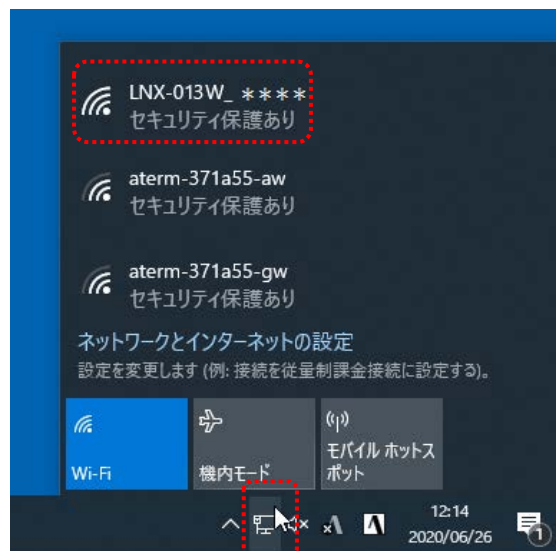 LNX-013W_ ＊＊＊＊
セキュリティ保護あり
aterm-371a55-aw
セキュリティ保護あり
aterm-371a55-gw
セキュリティ保護あり
ネットワークとインターネットの設定
設定を変更します (例: 接続を従量制課金接続に設定する)。
Wi-Fi
機内モード
モバイル ホットス
ポット
A
A
12:14
2020/06/26
1